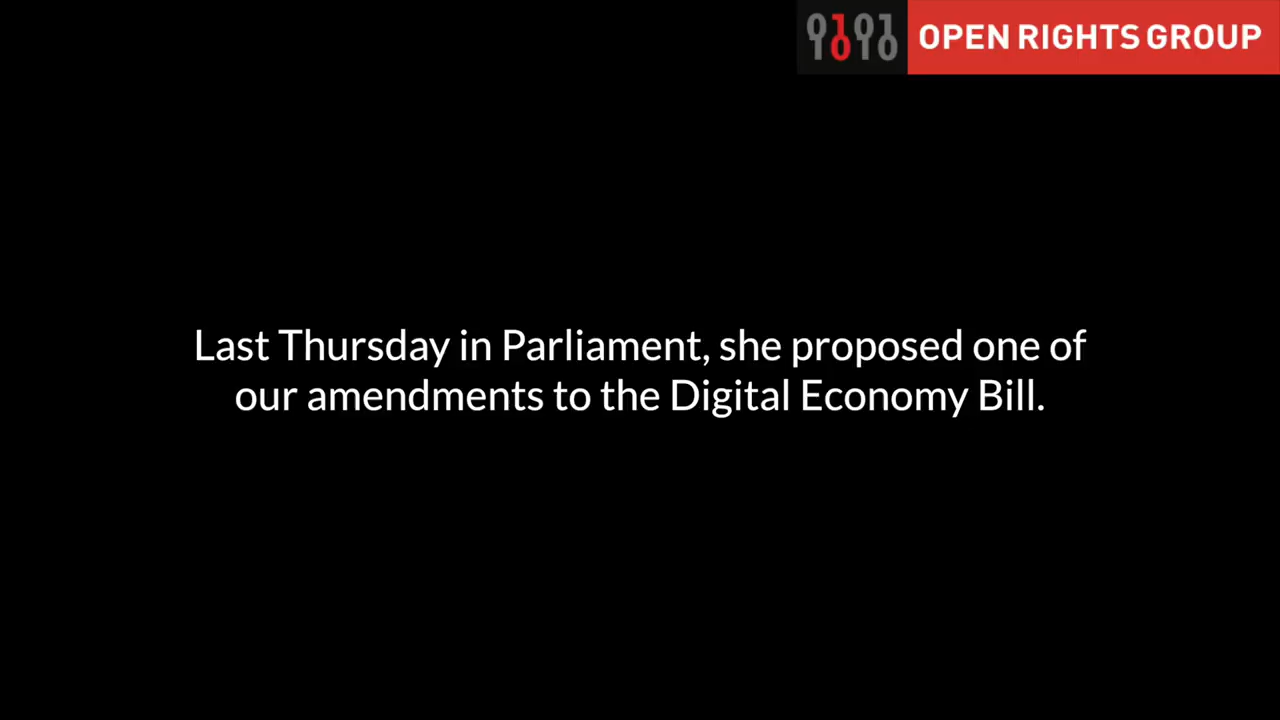 OPEN RIGHTS GROUP
Last Thursday in Parliament, she proposed one of
our amendments to the Digital Economy Bill.